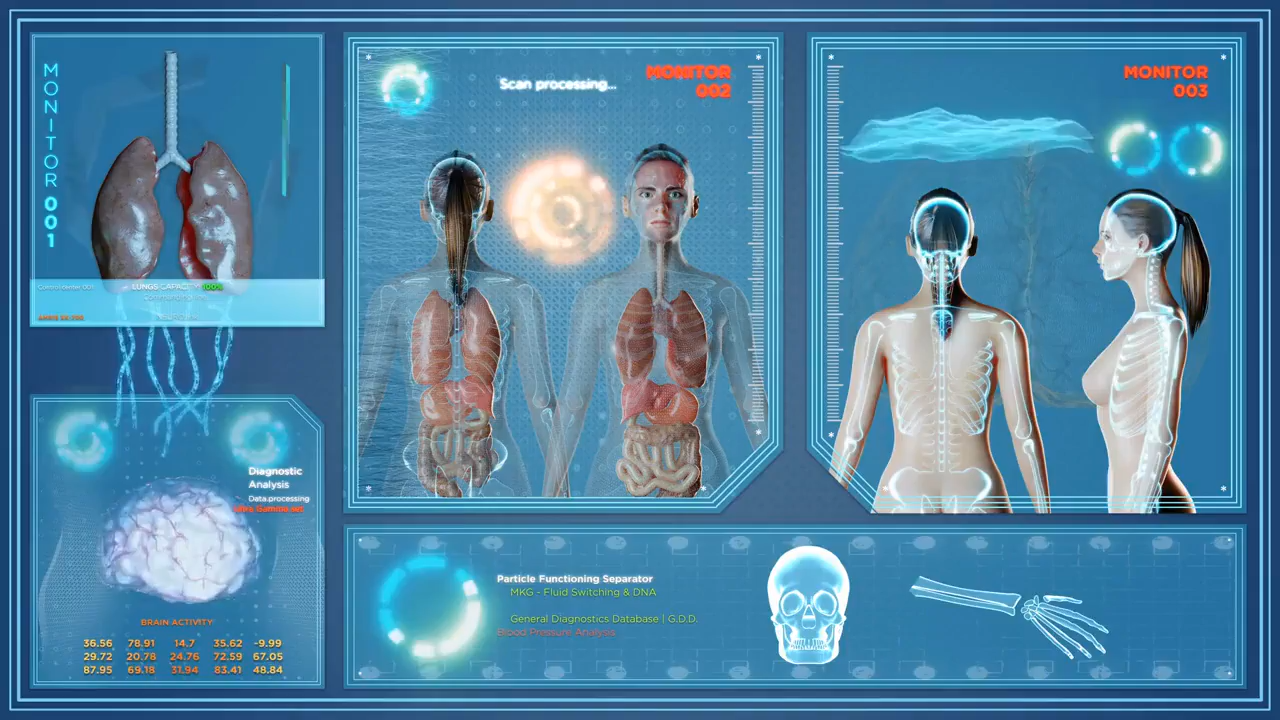 MONITOR 001
LUNGS CAPACITY 100%
Scan processing...
MONITOR
002
MONITOR
003
Diagnostic
Analysis
Data processing
BRAIN ACTIVITY
36.56 78.91 14.7 35.62 -9.99
29.72 20.78 24.76 72.59 67.05
87.95 69.18 31.94 83.41 48.84
Particle Functioning Separator
MKG - Fluid Switching & DNA
General Diagnostics Database | G.D.D.
Blood Pressure Analysis